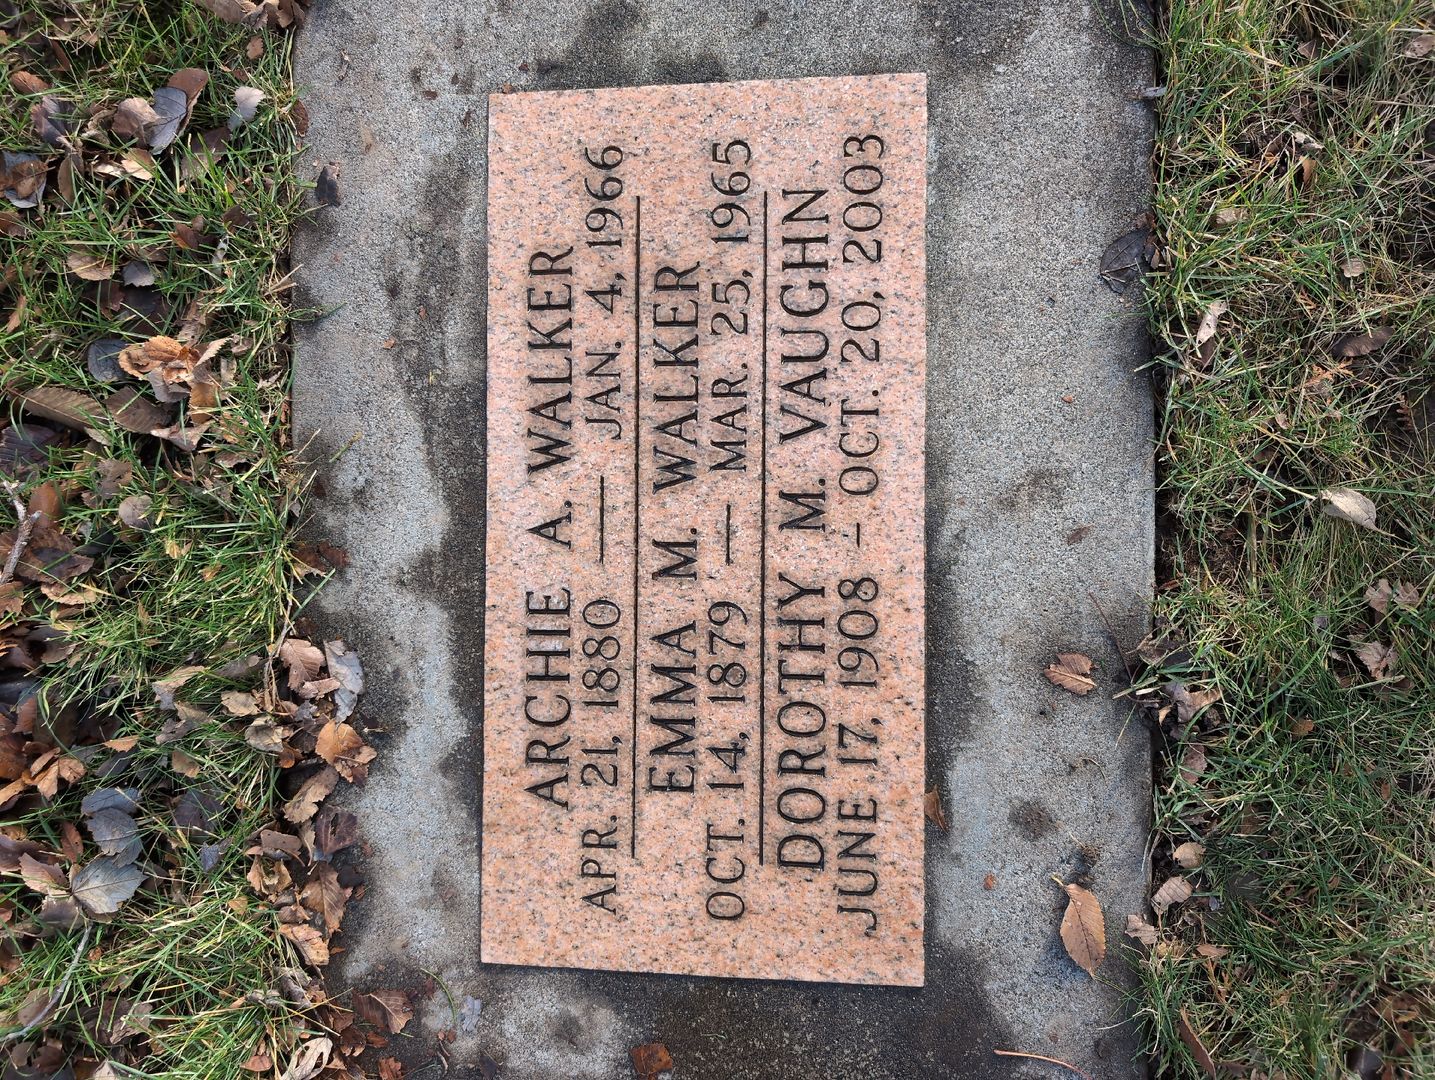 ARCHIE A. WALKER
APR. 21, 1880 — JAN. 4, 1966
EMMA M. WALKER
OCT. 14, 1879 — MAR. 25, 1965
DOROTHY M. VAUGHN
JUNE 17, 1908 – OCT. 20, 2003